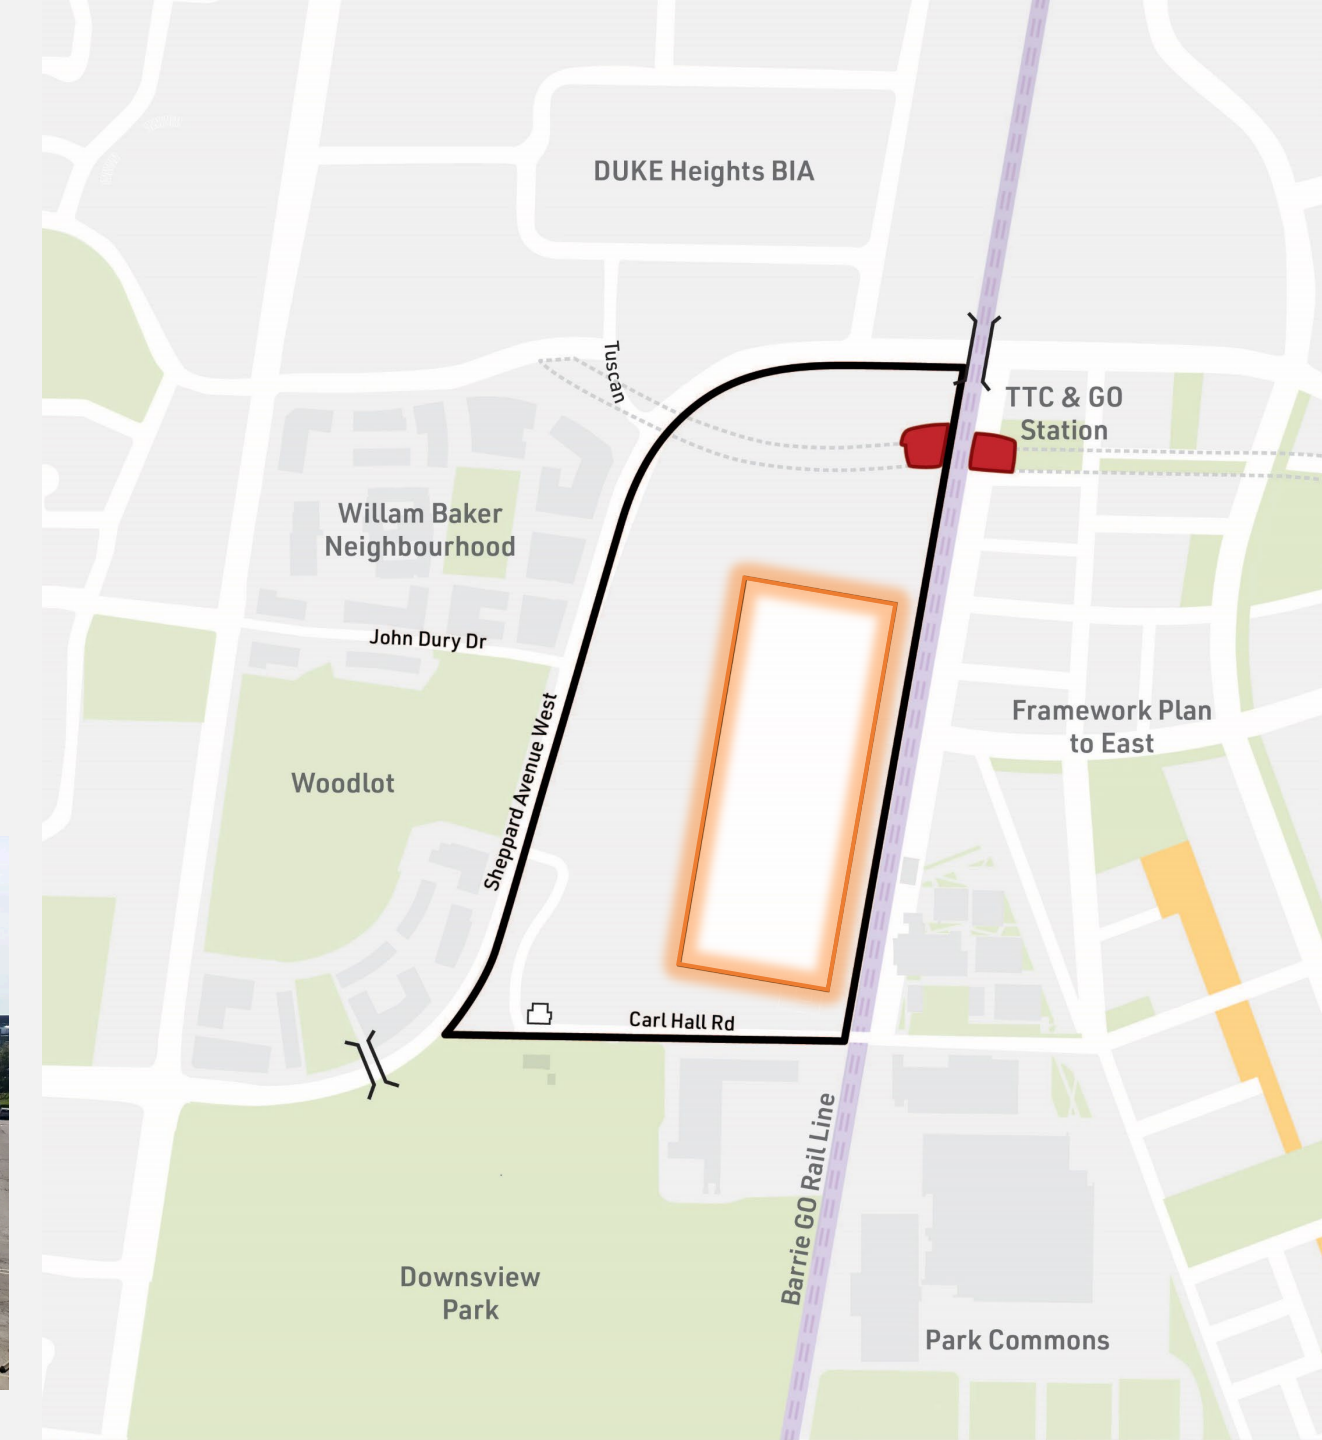 DUKE Heights BIA
Tuscan
TTC & GO
Station
Willam Baker
Neighbourhood
John Dury Dr
Sheppard Avenue West
Framework Plan
to East
Woodlot
Carl Hall Rd
Barrie GO Rail Line
Downsview
Park
Park Commons